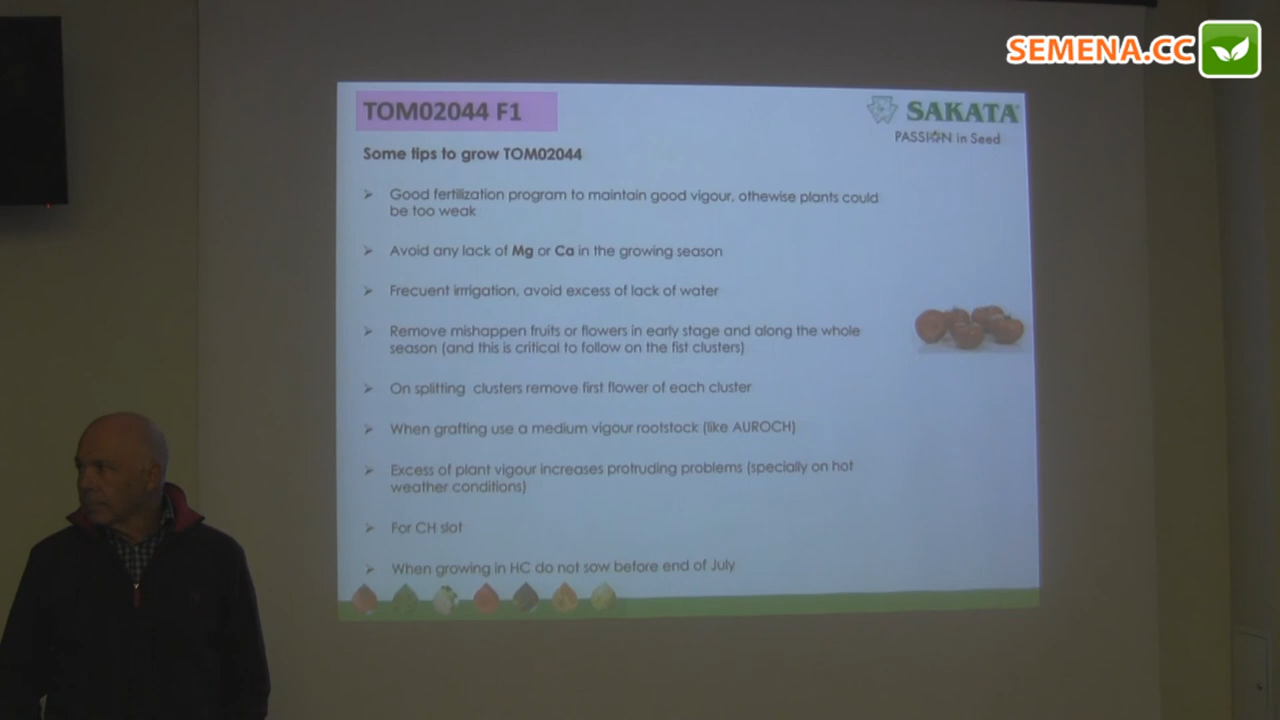 SEMENA.CC
TOM02044 F1
SAKATA
PASSION in Seed
Some tips to grow TOM02044
➢ Good fertilization program to maintain good vigour, othewise plants could
be too weak
➢ Avoid any lack of Mg or Ca in the growing season
➢ Frecuent irrrigation, avoid excess of lack of water
➢ Remove mishappen fruits or flowers in early stage and along the whole
season (and this is critical to follow on the fist clusters)
➢ On splitting clusters remove first flower of each cluster
➢ When grafting use a medium vigour rootstock (like AUROCH)
➢ Excess of plant vigour increases protruding problems (specially on hot
weather conditions)
➢ For CH slot
➢ When growing in HC do not sow before end of July